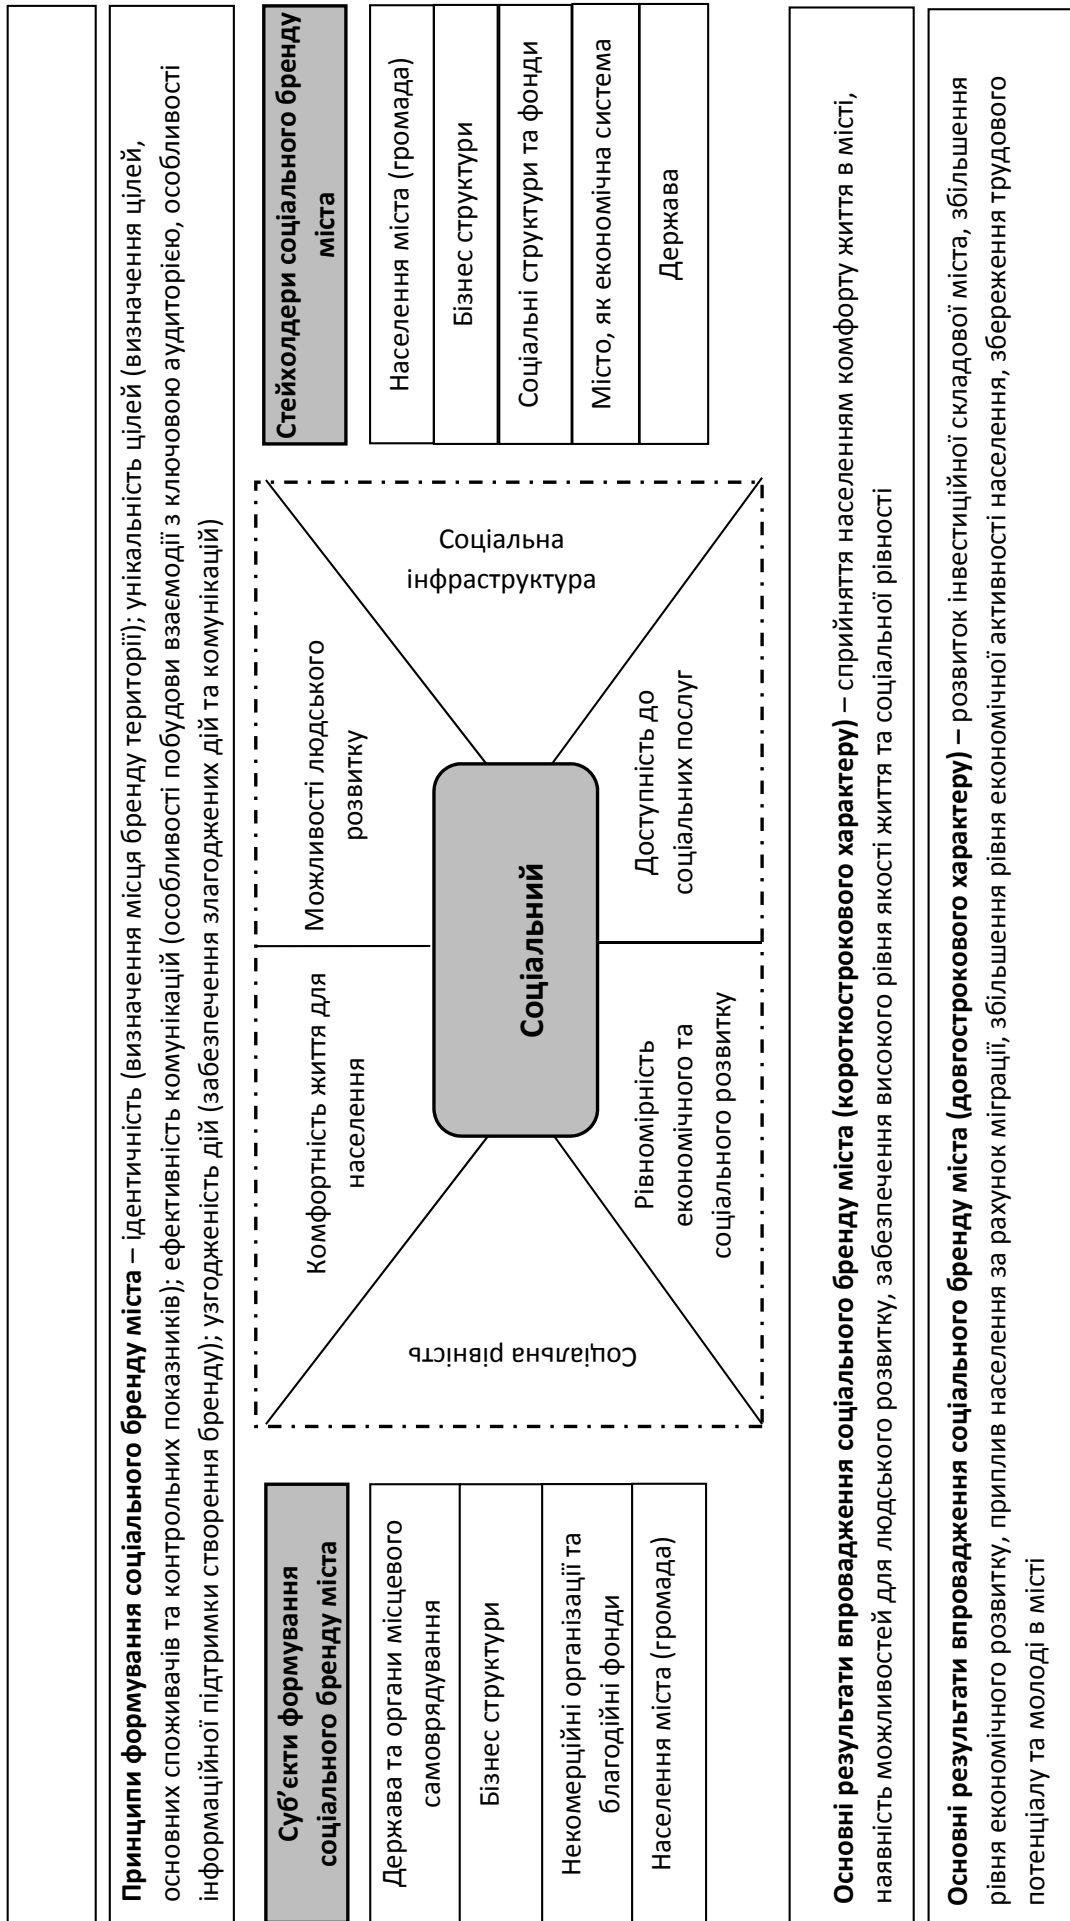 Принципи формування соціального бренду міста – ідентичність (визначення місця бренду території); унікальність цілей (визначення цілей,
основних споживачів та контрольних показників); ефективність комунікацій (особливості побудови взаємодії з ключовою аудиторією, особливості
інформаційної підтримки створення бренду); узгодженість дій (забезпечення злагоджених дій та комунікацій)
Суб’єкти формування
соціального бренду міста
Держава та органи місцевого
самоврядування
Бізнес структури
Некомерційні організації та
благодійні фонди
Населення міста (громада)
Соціальна рівність
Комфортність життя для
населення
Можливості людського
розвитку
Соціальний
Рівномірність
економічного та
соціального розвитку
Доступність до
соціальних послуг
Соціальна
інфраструктура
Стейхолдери соціального бренду
міста
Населення міста (громада)
Бізнес структури
Соціальні структури та фонди
Місто, як економічна система
Держава
Основні результати впровадження соціального бренду міста (короткострокового характеру) – сприйняття населенням комфорту життя в місті,
наявність можливостей для людського розвитку, забезпечення високого рівня якості життя та соціальної рівності
Основні результати впровадження соціального бренду міста (довгострокового характеру) – розвиток інвестиційної складової міста, збільшення
рівня економічного розвитку, приплив населення за рахунок міграції, збільшення рівня економічної активності населення, збереження трудового
потенціалу та молоді в місті